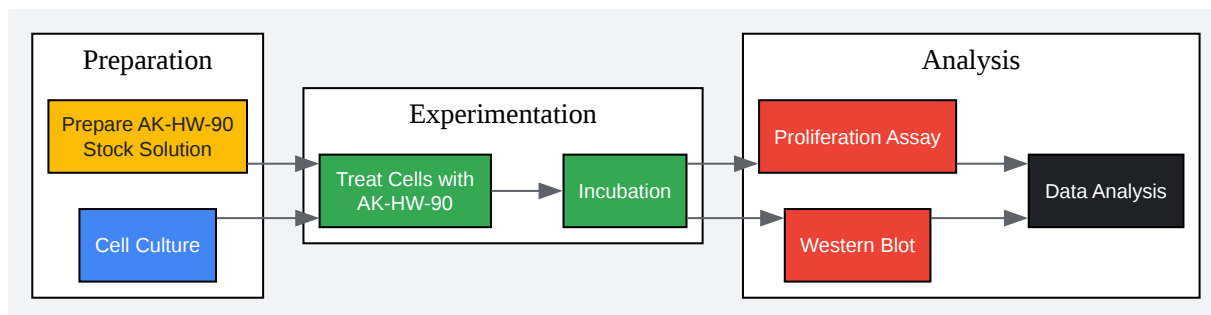 Preparation
Prepare AK-HW-90
Stock Solution
Cell Culture
Experimentation
Treat Cells with
AK-HW-90
Incubation
Analysis
Proliferation Assay
Western Blot
Data Analysis